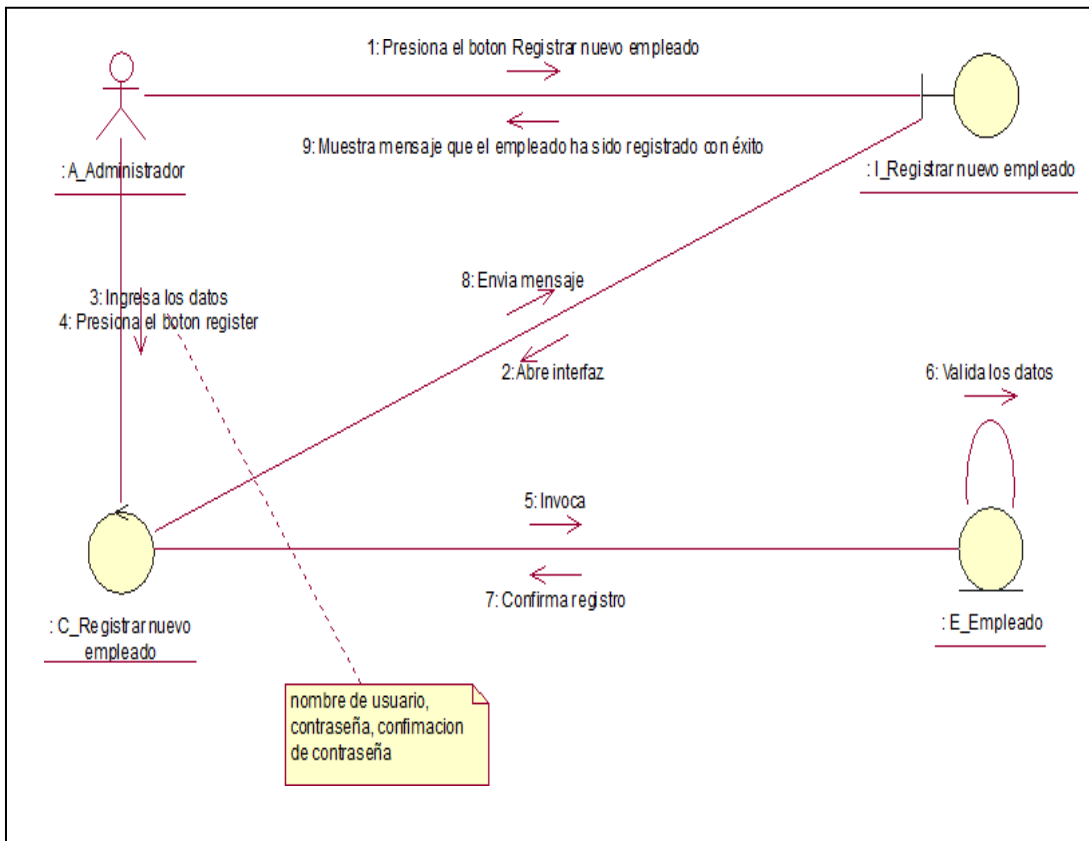 1: Presiona el boton Registrar nuevo empleado
9: Muestra mensaje que el empleado ha sido registrado con éxito
: A_Administrador
: I_Registrar nuevo empleado
8: Envia mensaje
3: Ingresa los datos
4: Presiona el boton register
2: Abre interfaz
6: Valida los datos
5: Invoca
7: Confirma registro
: C_Registrar nuevo
empleado
: E_Empleado
nombre de usuario,
contraseña, confimacion
de contraseña